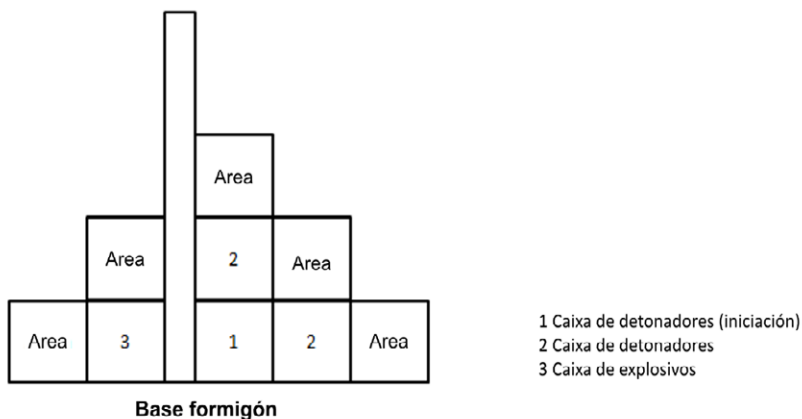 Area
Area 2 Area
Area 3 1 2 Area
Base formigón
1 Caixa de detonadores (iniciación)
2 Caixa de detonadores
3 Caixa de explosivos